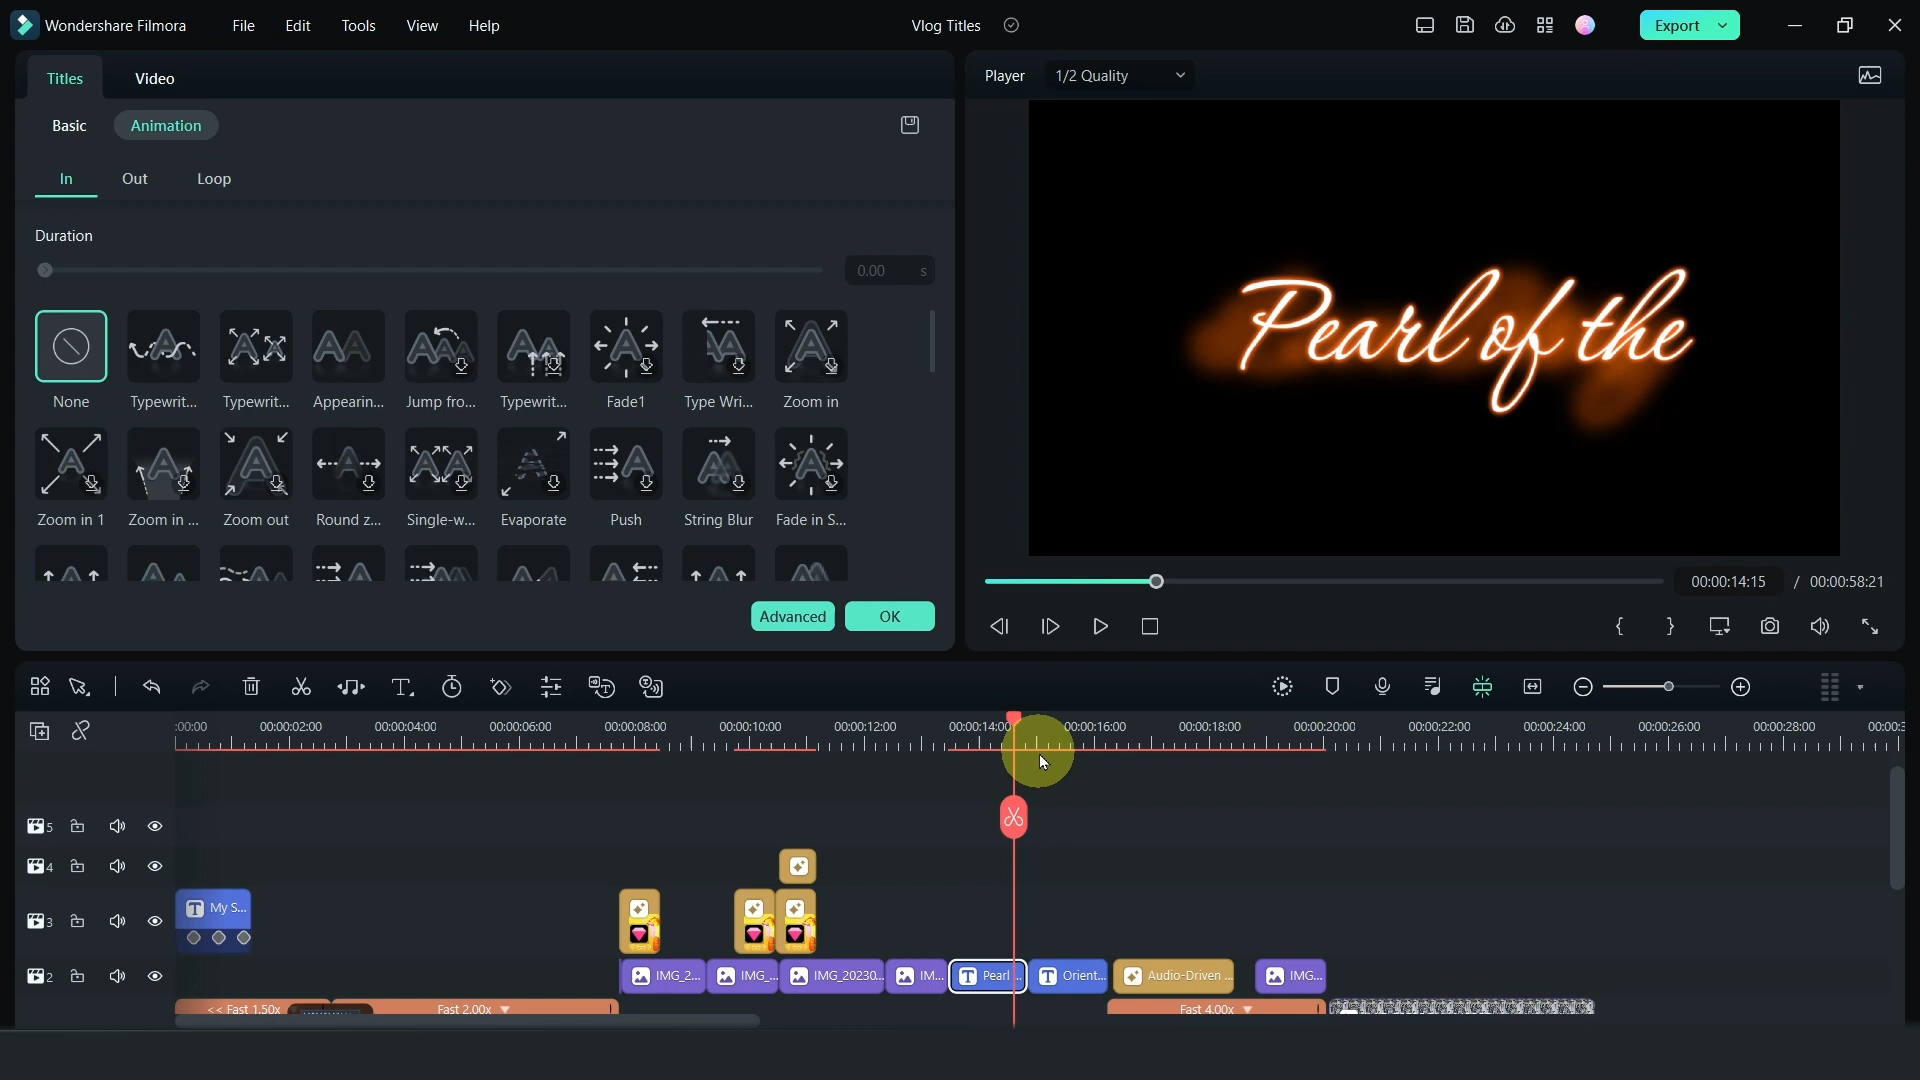 Wondershare Filmora File Edit Tools View Help Vlog Titles Export
Titles Video
Player 1/2 Quality
Basic Animation
In Out Loop
Duration
0.00 s
None Typewrit... Typewrit... Appearin... Jump fro... Typewrit... Fade1 Type Wri... Zoom in
Zoom in 1 Zoom in ... Zoom out Round z... Single-w... Evaporate Push String Blur Fade in S...
Advanced OK
Pearl of the
00:00:14:15 / 00:00:58:21
:00:00 00:00:02:00 00:00:04:00 00:00:06:00 00:00:08:00 00:00:10:00 00:00:12:00 00:00:14:00 00:00:16:00 00:00:18:00 00:00:20:00 00:00:22:00 00:00:24:00 00:00:26:00 00:00:28:00 00:00:3
5
4
3 My S...
2 IMG_2... IMG_... IMG_20230... IM... Pearl ... Orient... Audio-Driven ... IMG...
<< Fast 1.50x Fast 2.00x Fast 4.00x